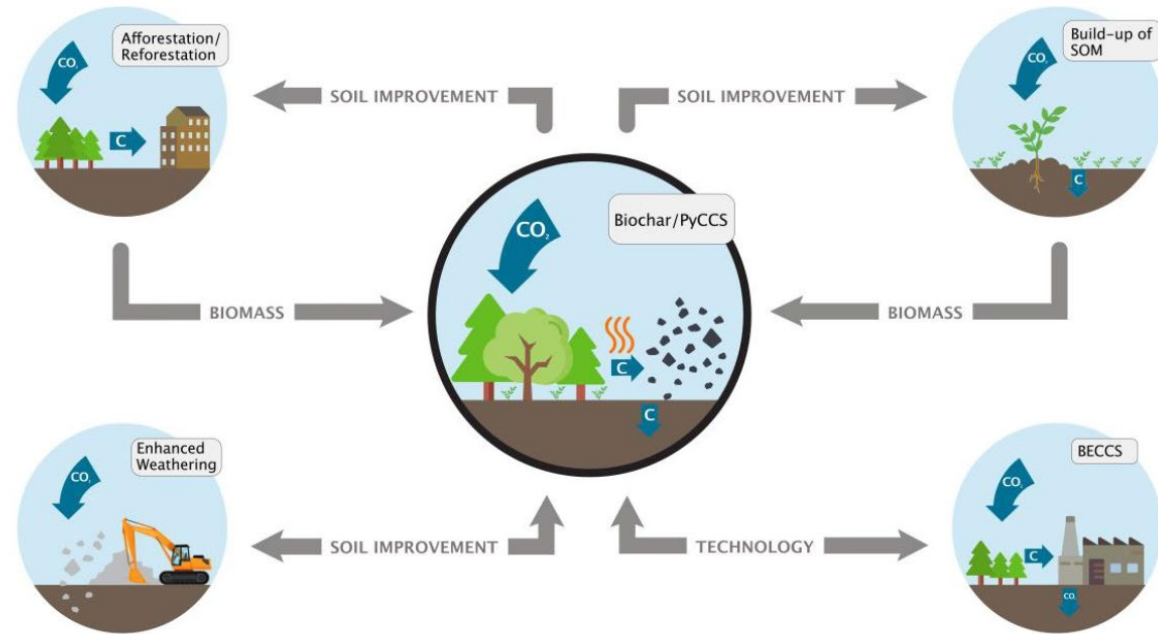 Afforestation/
Reforestation
CO₂
C
SOIL IMPROVEMENT
SOIL IMPROVEMENT
Build-up of
SOM
CO₂
C
Biochar/PyCCS
CO₂
C
C
BIOMASS
BIOMASS
Enhanced
Weathering
CO₂
SOIL IMPROVEMENT
TECHNOLOGY
BECCS
CO₂
C
CO₂